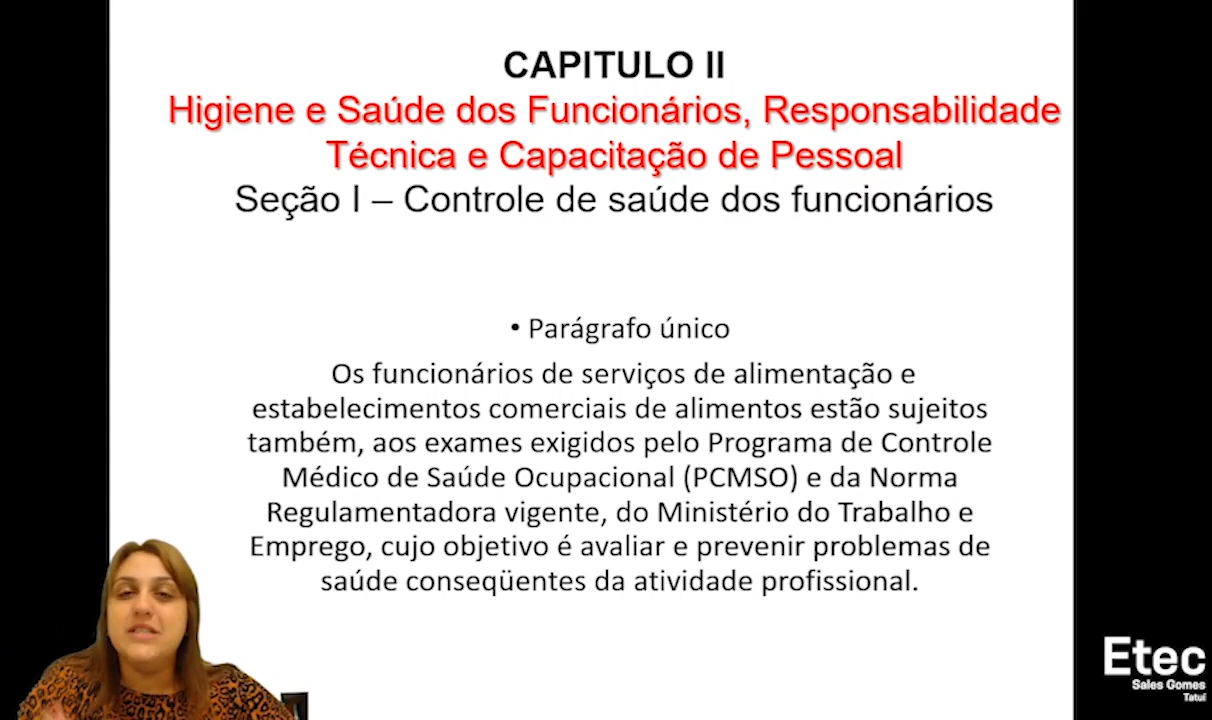 CAPITULO II
Higiene e Saúde dos Funcionários, Responsabilidade
Técnica e Capacitação de Pessoal
Seção I – Controle de saúde dos funcionários
• Parágrafo único
Os funcionários de serviços de alimentação e
estabelecimentos comerciais de alimentos estão sujeitos
também, aos exames exigidos pelo Programa de Controle
Médico de Saúde Ocupacional (PCMSO) e da Norma
Regulamentadora vigente, do Ministério do Trabalho e
Emprego, cujo objetivo é avaliar e prevenir problemas de
saúde conseqüentes da atividade profissional.
Etec
Sales Gomes
Tatuí